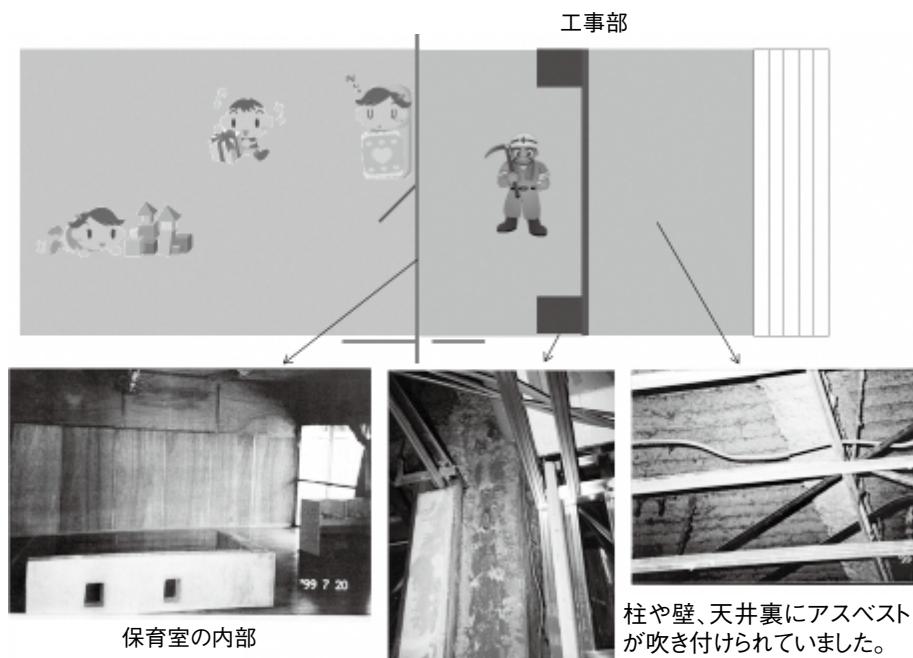 工事部
'99 7 20
保育室の内部
柱や壁、天井裏にアスベスト
が吹き付けられていました。